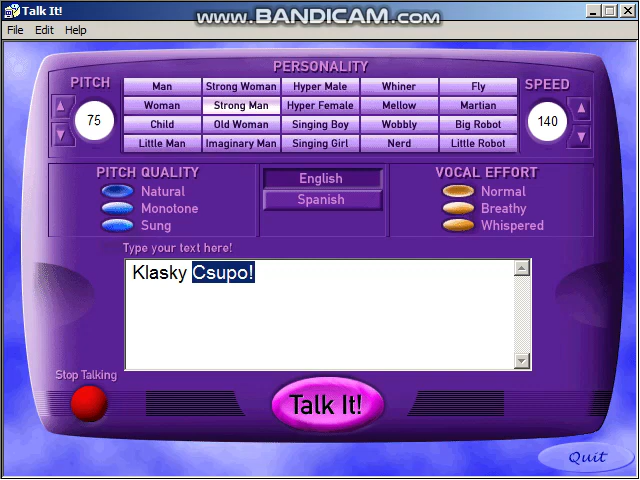 Talk It!
WWW.BANDICAM.COM
File Edit Help
PERSONALITY
PITCH
75
Man Strong Woman Hyper Male Whiner Fly
Woman Strong Man Hyper Female Mellow Martian
Child Old Woman Singing Boy Wobbly Big Robot
Little Man Imaginary Man Singing Girl Nerd Little Robot
SPEED
140
PITCH QUALITY
Natural
Monotone
Sung
English
Spanish
VOCAL EFFORT
Normal
Breathy
Whispered
Type your text here!
Klasky Csupo!
Stop Talking
Talk It!
Quit